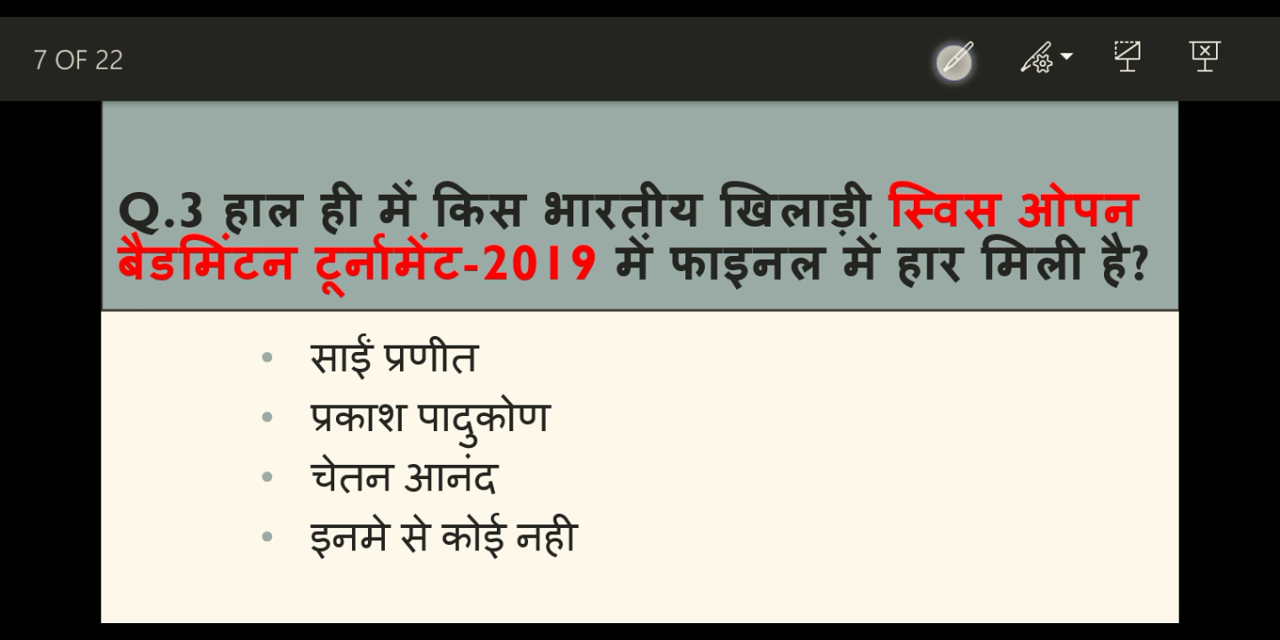 7 OF 22
Q.3 हाल ही में किस भारतीय खिलाड़ी स्विस ओपन
बैडमिंटन टूर्नामेंट-2019 में फाइनल में हार मिली है?
• साईं प्रणीत
• प्रकाश पादुकोण
• चेतन आनंद
• इनमे से कोई नही